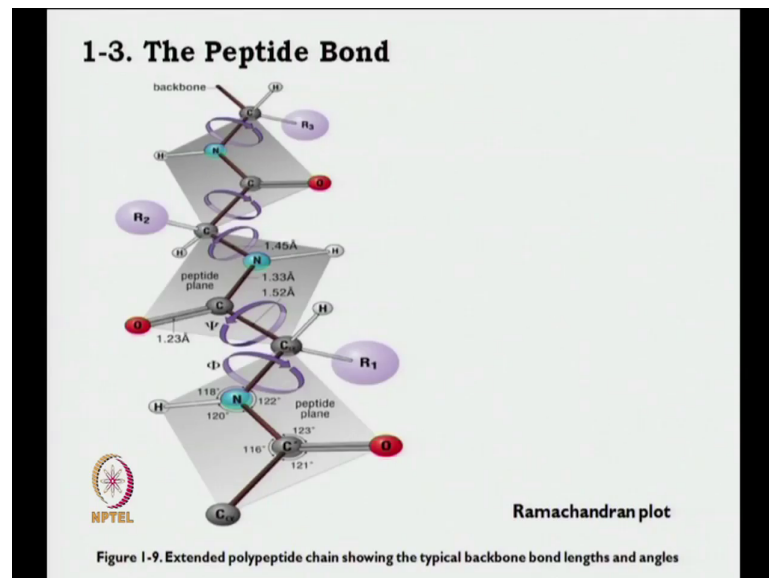 1-3. The Peptide Bond
backbone
H
C
R₃
H
N
C
O
R₂
C
H
1.45Å
N
H
peptide
plane
1.33Å
1.52Å
C
O
1.23Å
Ψ
H
Cα
R₁
Φ
118°
H
N
122°
120°
peptide
plane
123°
116°
C
O
121°
Cα
NPTEL
Ramachandran plot
Figure 1-9. Extended polypeptide chain showing the typical backbone bond lengths and angles